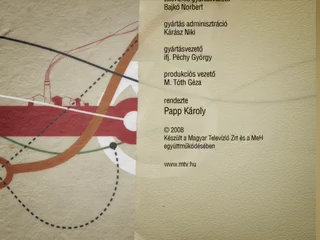 Bajkó Norbert
gyártás adminisztráció
Kárász Niki
gyártásvezető
ifj. Péchy György
produkciós vezető
M. Tóth Géza
rendezte
Papp Károly
© 2008
Készült a Magyar Televízió Zrt és a MeH
együttműködésében
www.mtv.hu